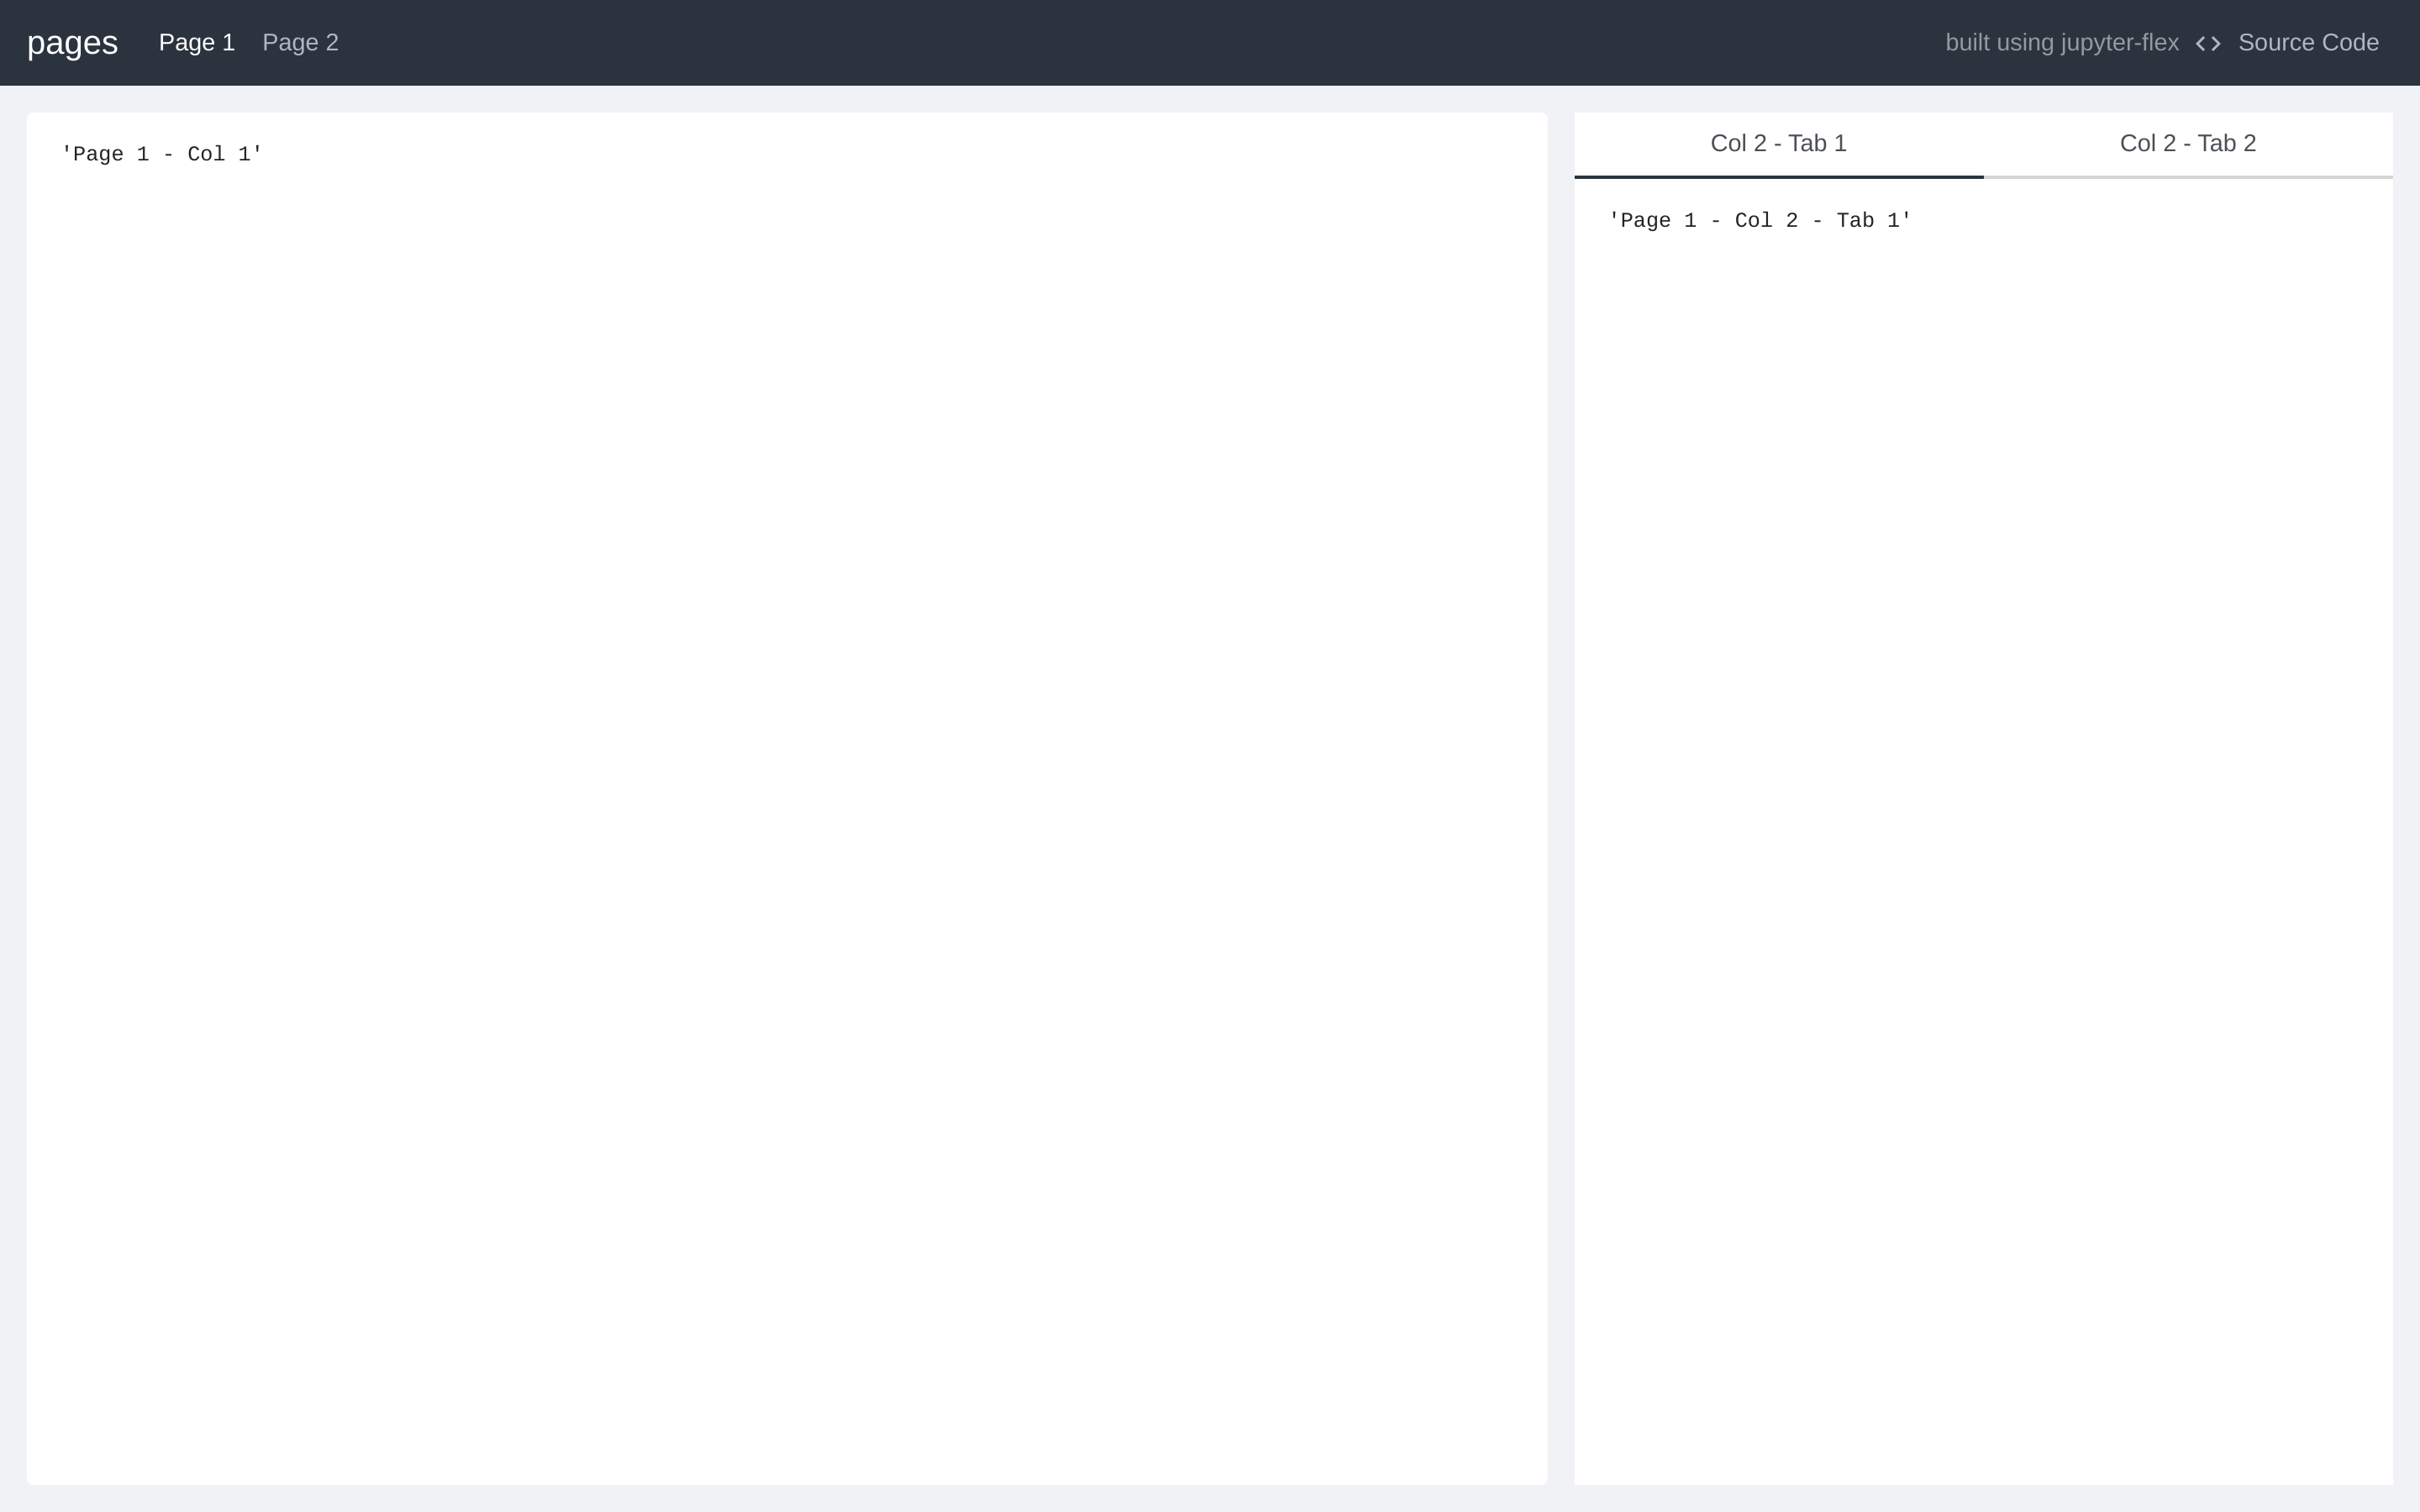 pages Page 1 Page 2 built using jupyter-flex <> Source Code
'Page 1 - Col 1'
Col 2 - Tab 1 Col 2 - Tab 2
'Page 1 - Col 2 - Tab 1'